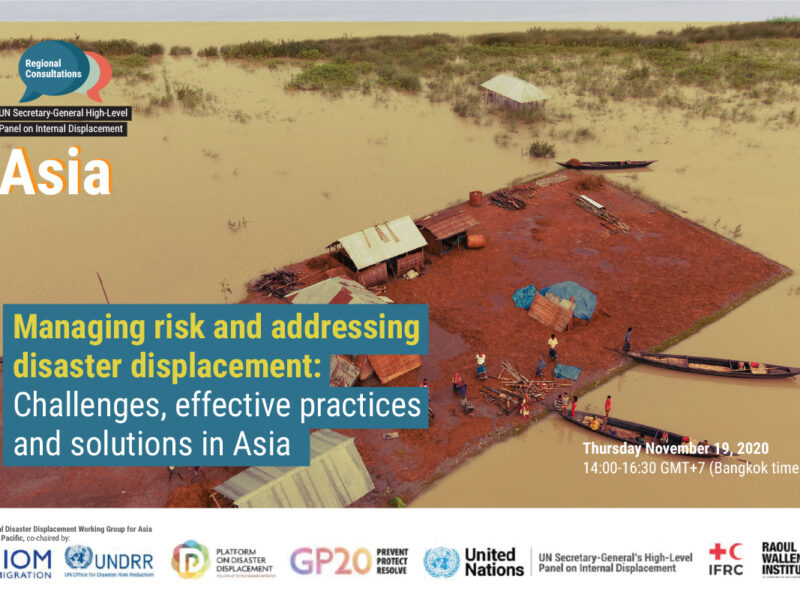 Regional
Consultations
UN Secretary-General High-Level
Panel on Internal Displacement
Asia
Managing risk and addressing
disaster displacement:
Challenges, effective practices
and solutions in Asia
Thursday November 19, 2020
14:00-16:30 GMT+7 (Bangkok time
al Disaster Displacement Working Group for Asia
Pacific, co-chaired by:
IOM
MIGRATION
UNDRR
UN Office for Disaster Risk Reduction
PLATFORM
ON DISASTER
DISPLACEMENT
GP20
PREVENT
PROTECT
RESOLVE
United
Nations
UN Secretary-General's High-Level
Panel on Internal Displacement
IFRC
RAOUL
WALLEN
INSTITU